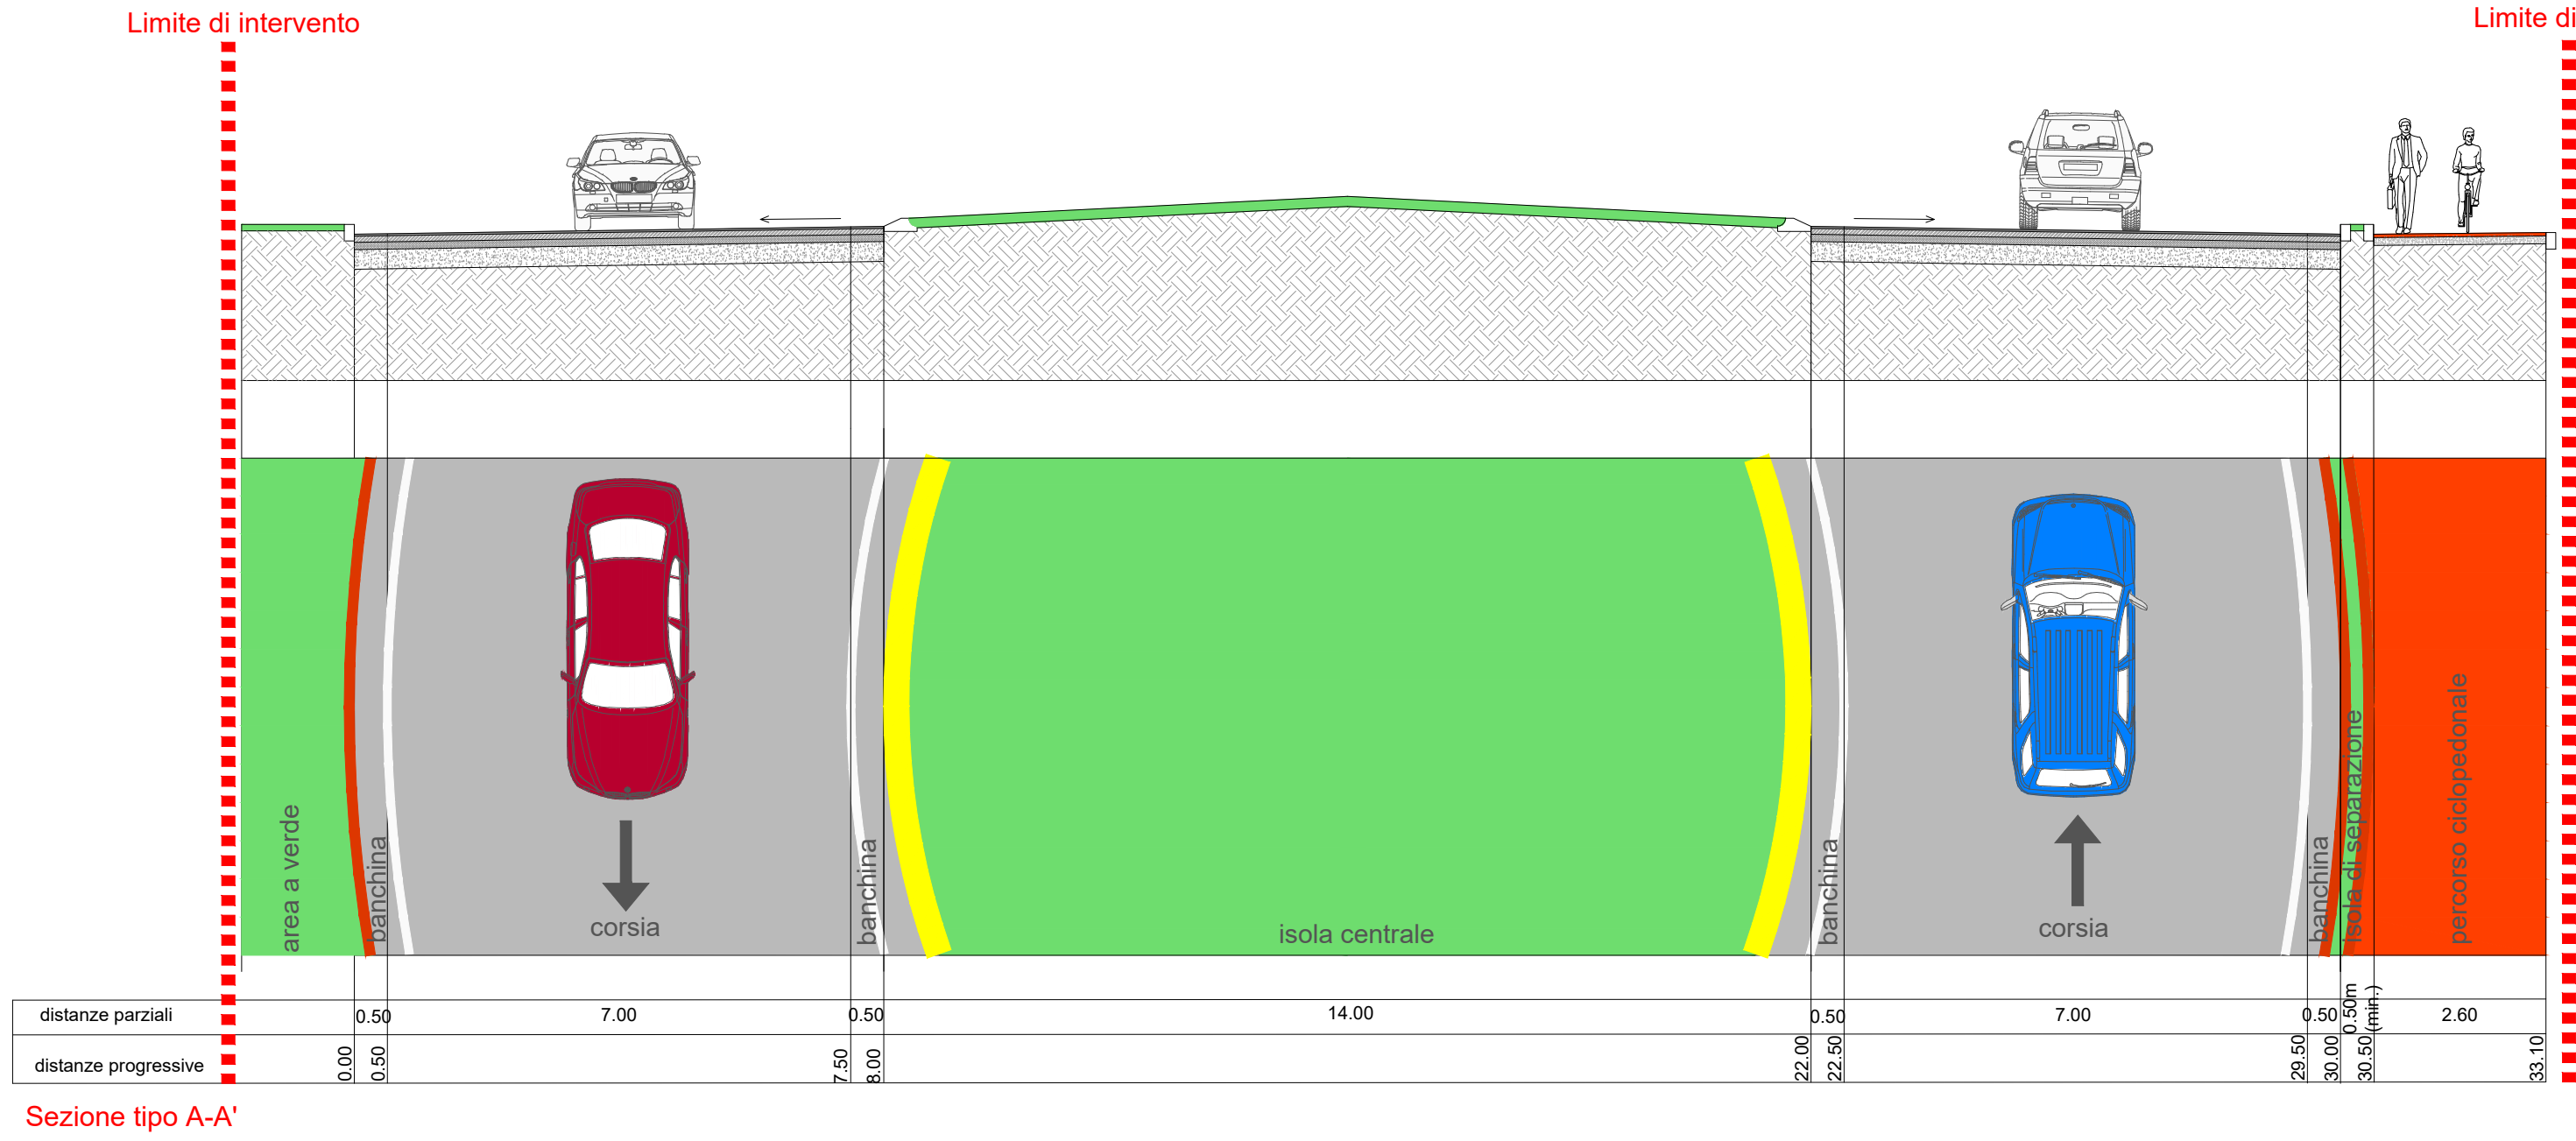 Limite di intervento
Limite di
area a verde
banchina
corsia
banchina
isola centrale
banchina
corsia
banchina
isola di separazione
percorso ciclopedonale
distanze parziali
0.50
7.00
0.50
14.00
0.50
7.00
0.50
0.50m
(min.)
2.60
distanze progressive
0.00
0.50
7.50
8.00
22.00
22.50
29.50
30.00
30.50
33.10
Sezione tipo A-A'